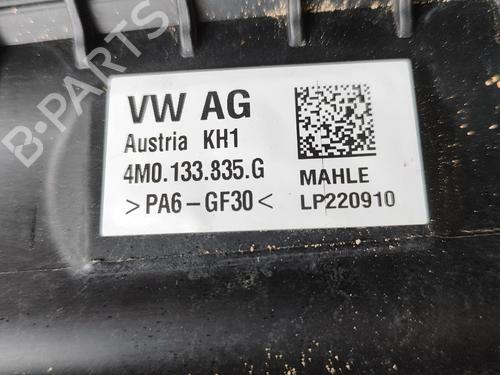 B-PARTS
VW AG
Austria KH1
4M0.133.835.G
>PA6-GF30<
MAHLE
LP220910